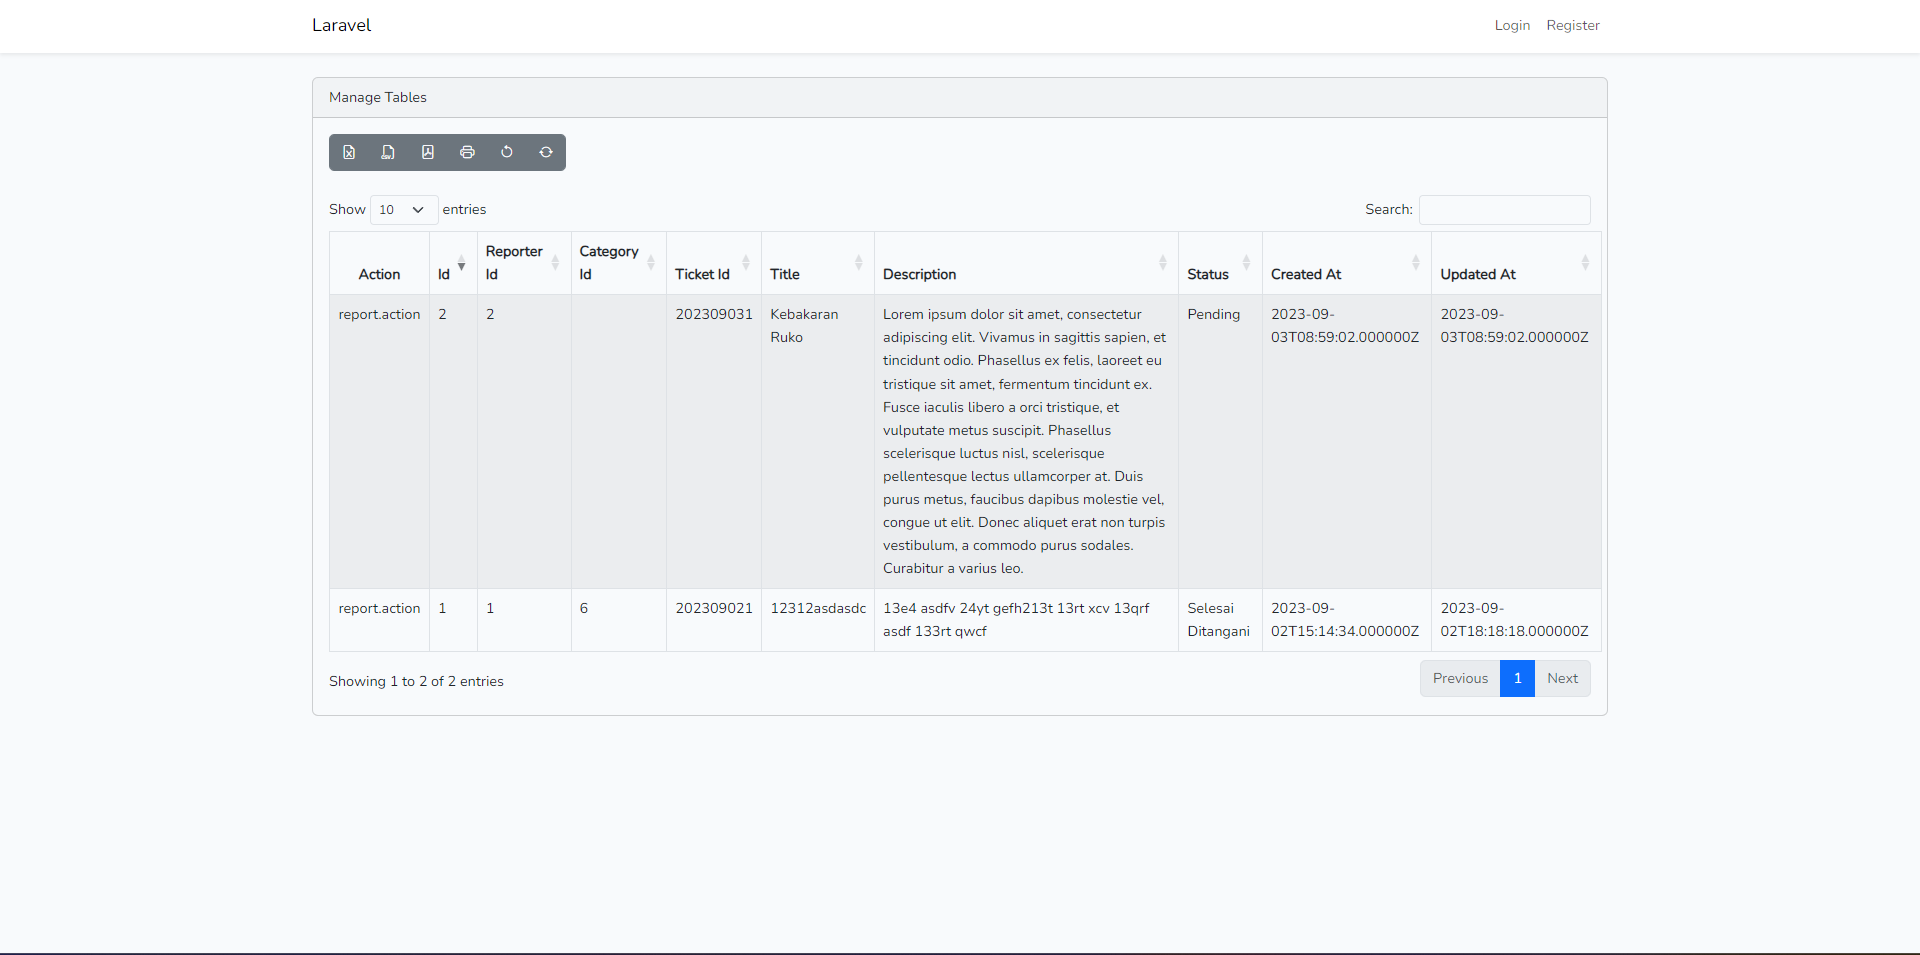 Laravel
Login Register
Manage Tables
Show 10 entries
Search:
Action Id Reporter Id Category Id Ticket Id Title Description Status Created At Updated At
report.action 2 2 202309031 Kebakaran Ruko
Lorem ipsum dolor sit amet, consectetur
adipiscing elit. Vivamus in sagittis sapien, et
tincidunt odio. Phasellus ex felis, laoreet eu
tristique sit amet, fermentum tincidunt ex.
Fusce iaculis libero a orci tristique, et
vulputate metus suscipit. Phasellus
scelerisque luctus nisl, scelerisque
pellentesque lectus ullamcorper at. Duis
purus metus, faucibus dapibus molestie vel,
congue ut elit. Donec aliquet erat non turpis
vestibulum, a commodo purus sodales.
Curabitur a varius leo.
Pending
2023-09-
03T08:59:02.000000Z
2023-09-
03T08:59:02.000000Z
report.action 1 1 6 202309021 12312asdasdc
13e4 asdfv 24yt gefh213t 13rt xcv 13qrf
asdf 133rt qwcf
Selesai
Ditangani
2023-09-
02T15:14:34.000000Z
2023-09-
02T18:18:18.000000Z
Showing 1 to 2 of 2 entries
Previous 1 Next